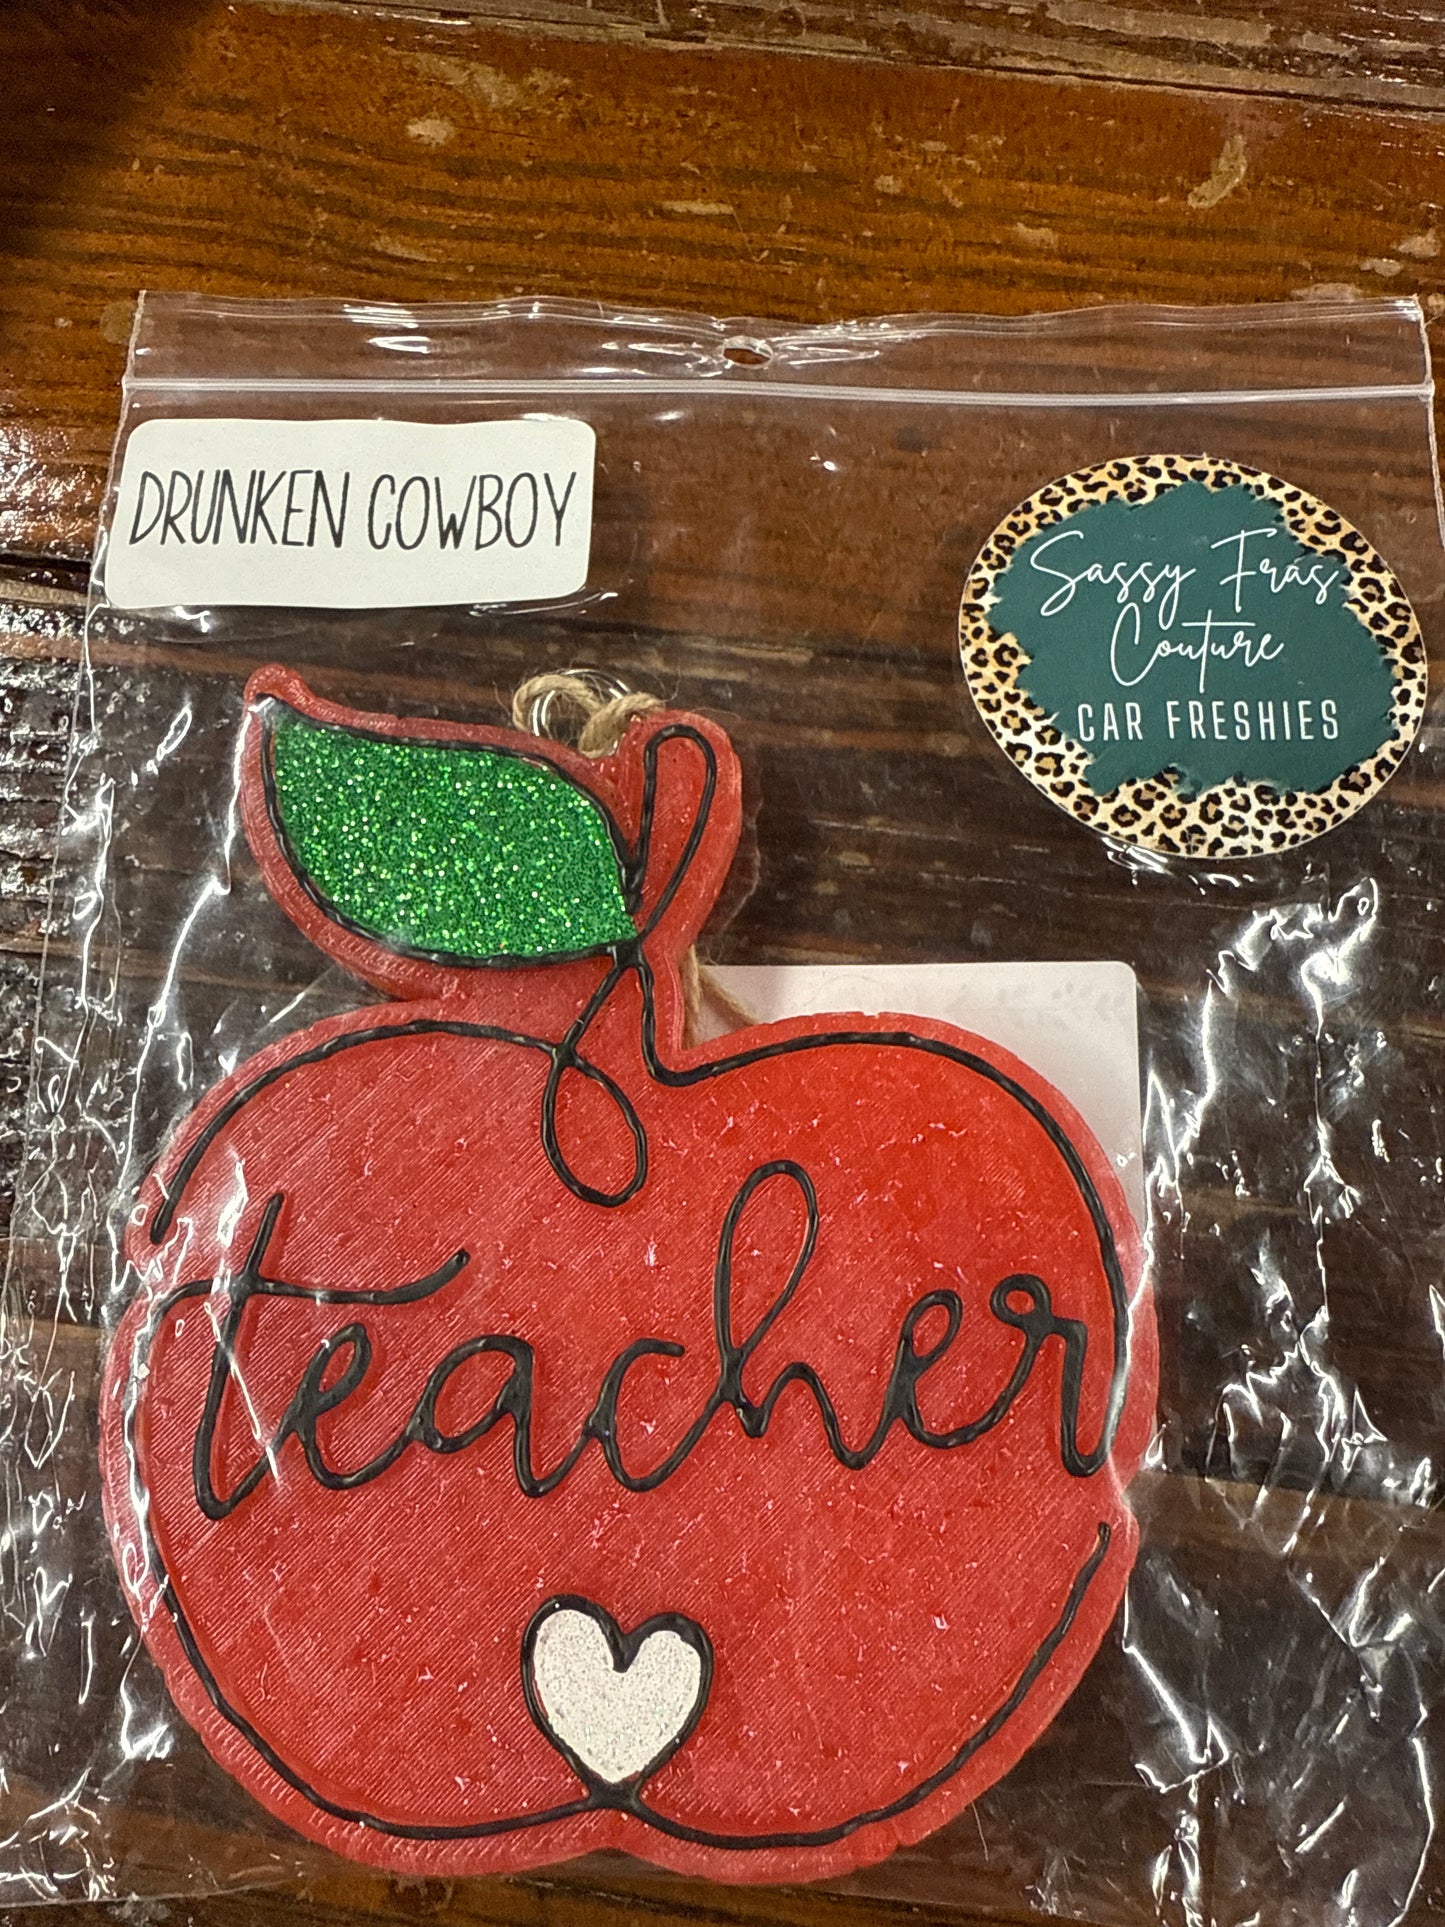 DRUNKEN COWBOY
Sassy Fras
Couture
CAR FRESHIES
teacher